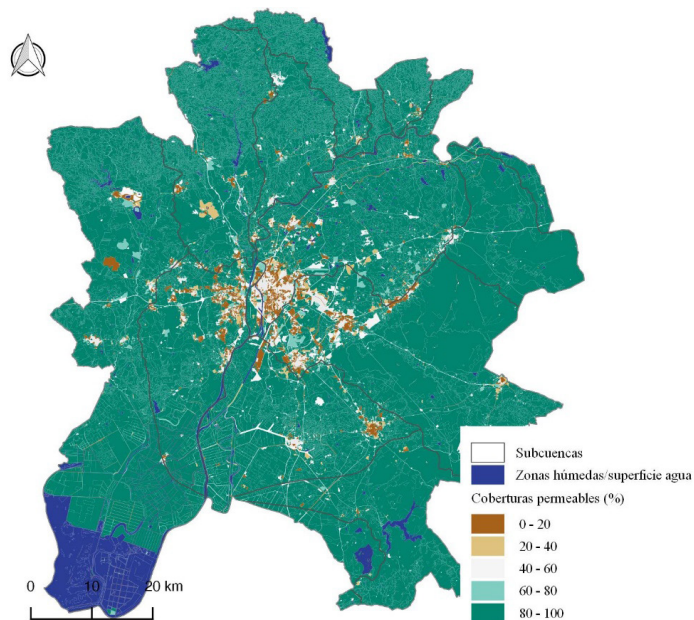 Subcuencas
Zonas húmedas/superficie agua
Coberturas permeables (%)
0 - 20
20 - 40
40 - 60
60 - 80
80 - 100
0 10 20 km